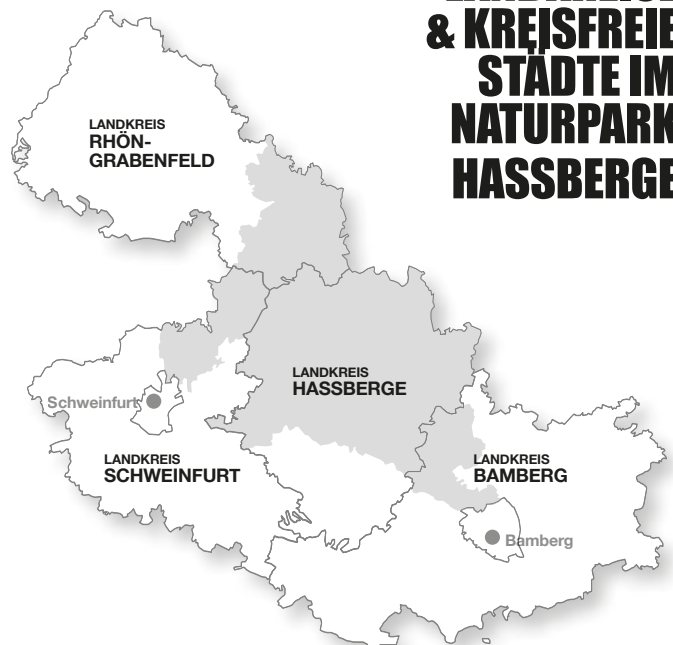 & KREISFREIE
STÄDTE IM
NATURPARK
HASSBERGE
LANDKREIS
RHÖN-
GRABENFELD
LANDKREIS
HASSBERGE
Schweinfurt
LANDKREIS
SCHWEINFURT
LANDKREIS
BAMBERG
Bamberg